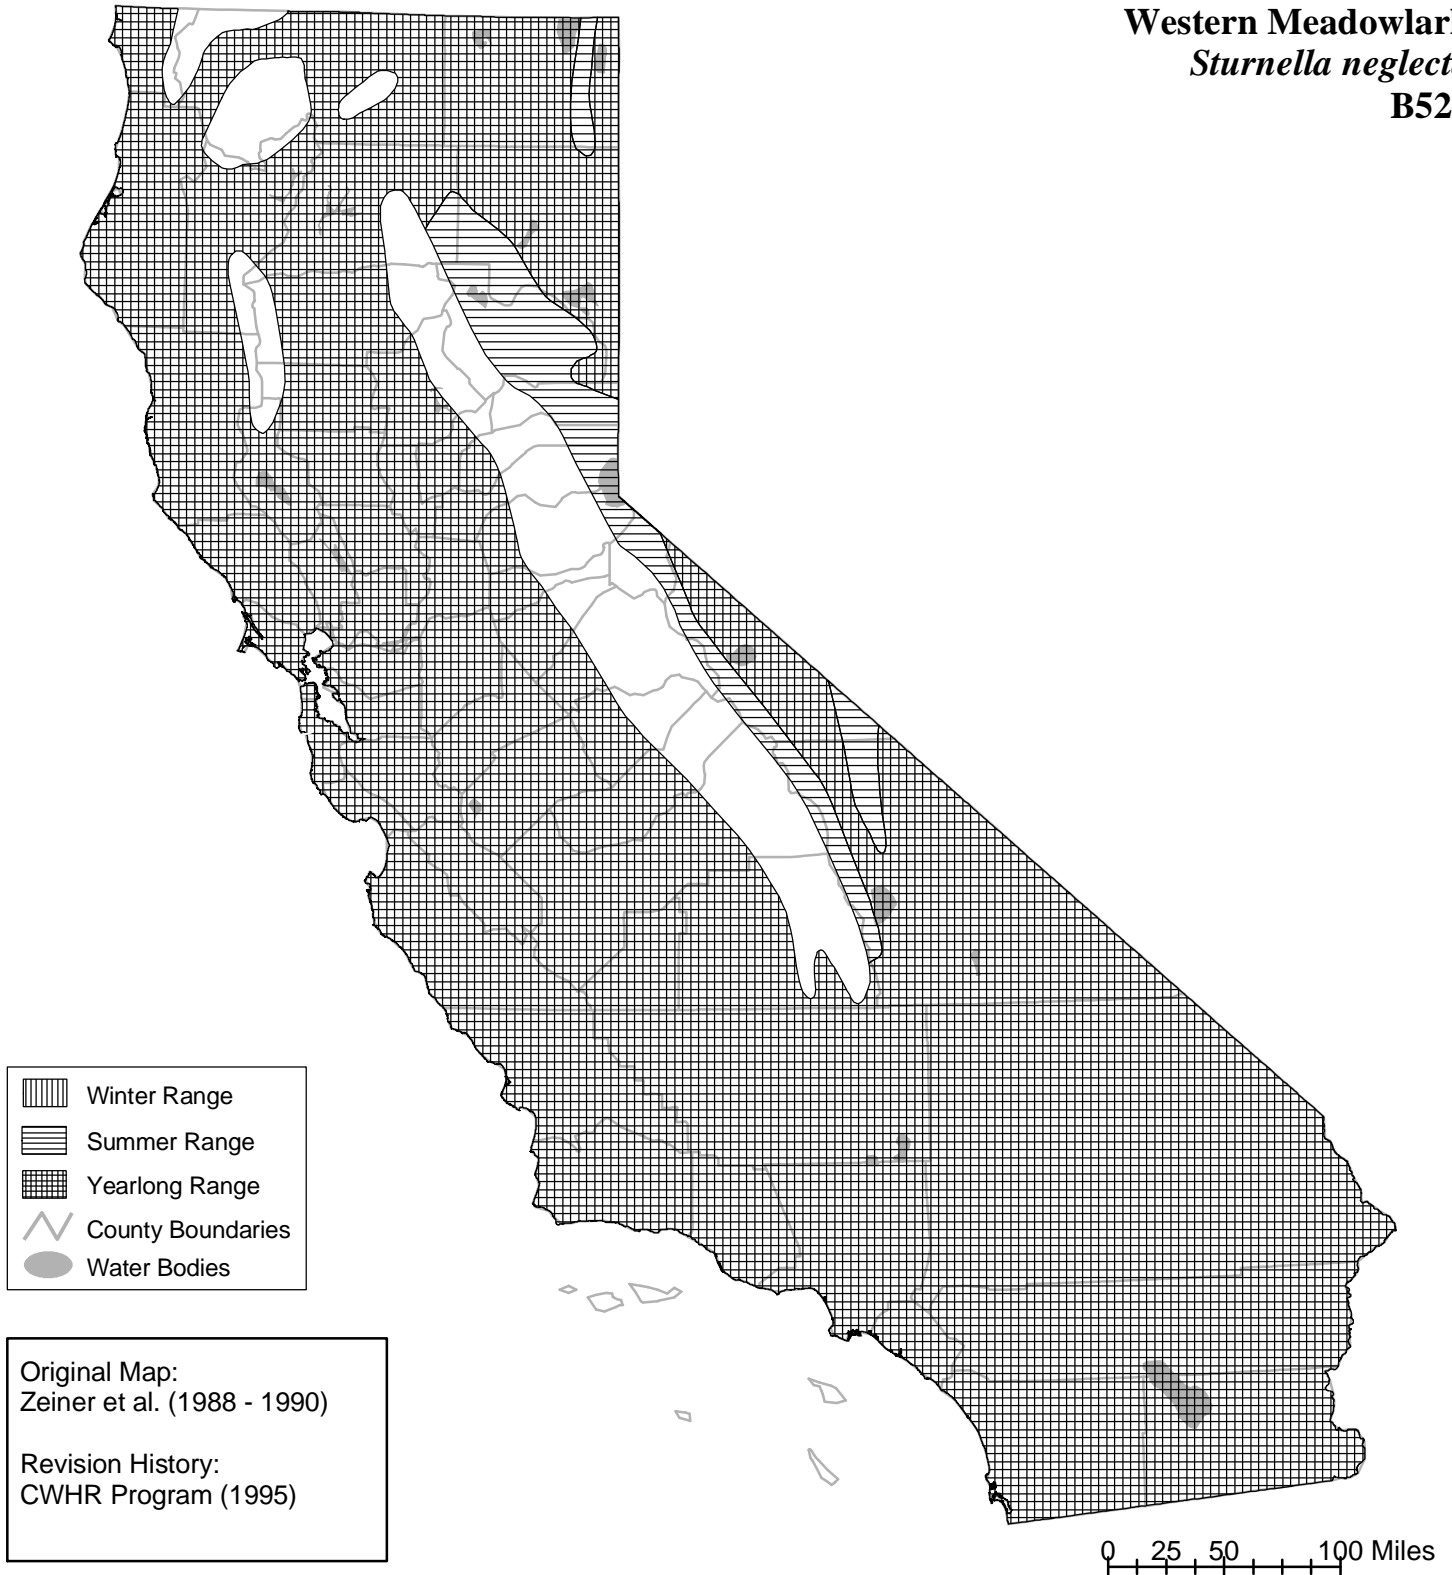 Western Meadowlark
Sturnella neglecta
B52
Winter Range
Summer Range
Yearlong Range
County Boundaries
Water Bodies
Original Map:
Zeiner et al. (1988 - 1990)
Revision History:
CWHR Program (1995)
0 25 50 100 Miles